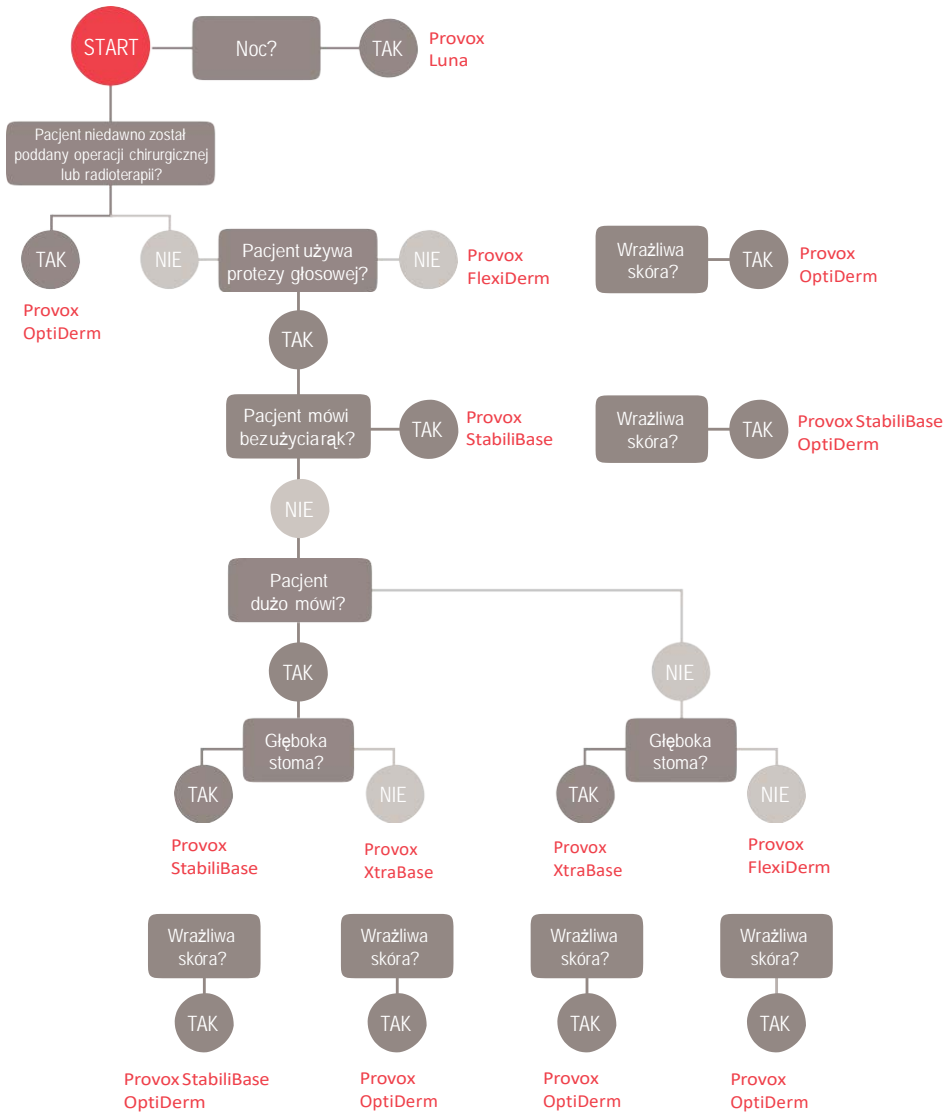 START
Noc?
TAK
Provox
Luna
Pacjent niedawno został
poddany operacji chirurgicznej
lub radioterapii?
TAK
NIE
Pacjent używa
protezy głosowej?
NIE
Provox
FlexiDerm
Wrażliwa
skóra?
TAK
Provox
OptiDerm
Provox
OptiDerm
TAK
Pacjent mówi
bez użycia rąk?
TAK
Provox
StabiliBase
Wrażliwa
skóra?
TAK
Provox StabiliBase
OptiDerm
NIE
Pacjent
dużo mówi?
TAK
NIE
Głęboka
stoma?
Głęboka
stoma?
TAK
NIE
TAK
NIE
Provox
StabiliBase
Provox
XtraBase
Provox
XtraBase
Provox
FlexiDerm
Wrażliwa
skóra?
Wrażliwa
skóra?
Wrażliwa
skóra?
Wrażliwa
skóra?
TAK
TAK
TAK
TAK
Provox StabiliBase
OptiDerm
Provox
OptiDerm
Provox
OptiDerm
Provox
OptiDerm